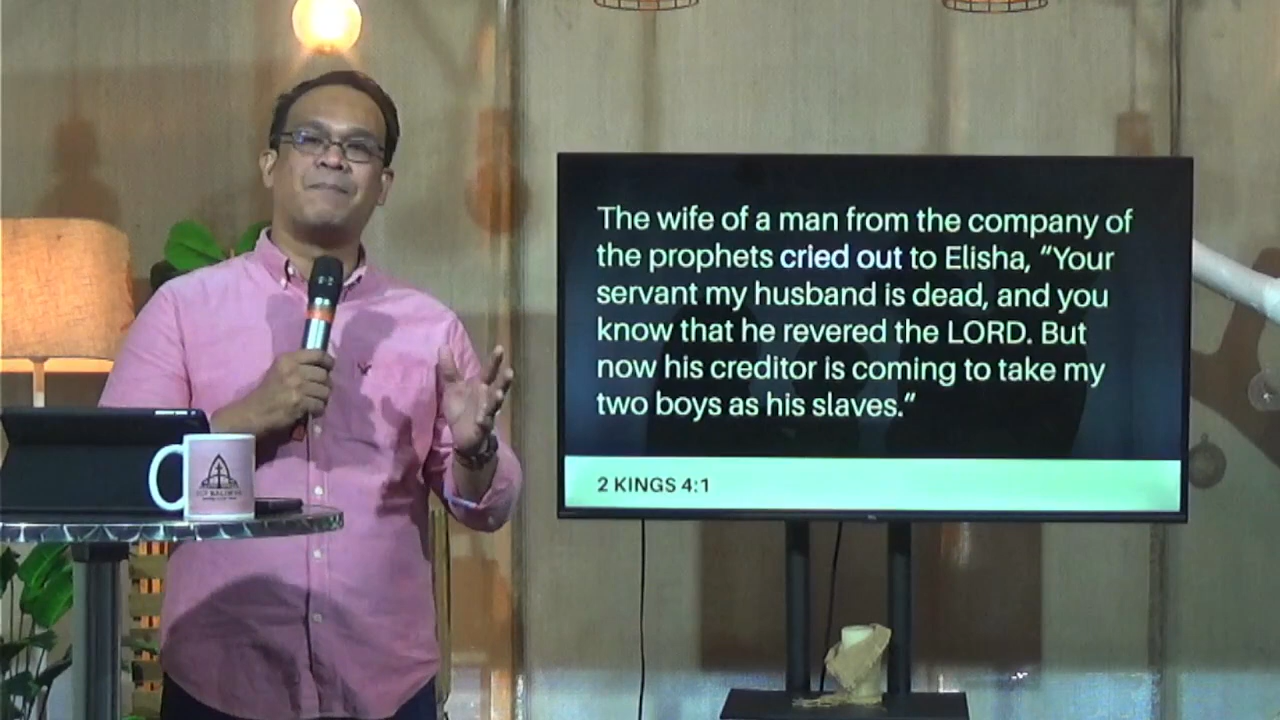 The wife of a man from the company of
the prophets cried out to Elisha, “Your
servant my husband is dead, and you
know that he revered the LORD. But
now his creditor is coming to take my
two boys as his slaves.”
2 KINGS 4:1